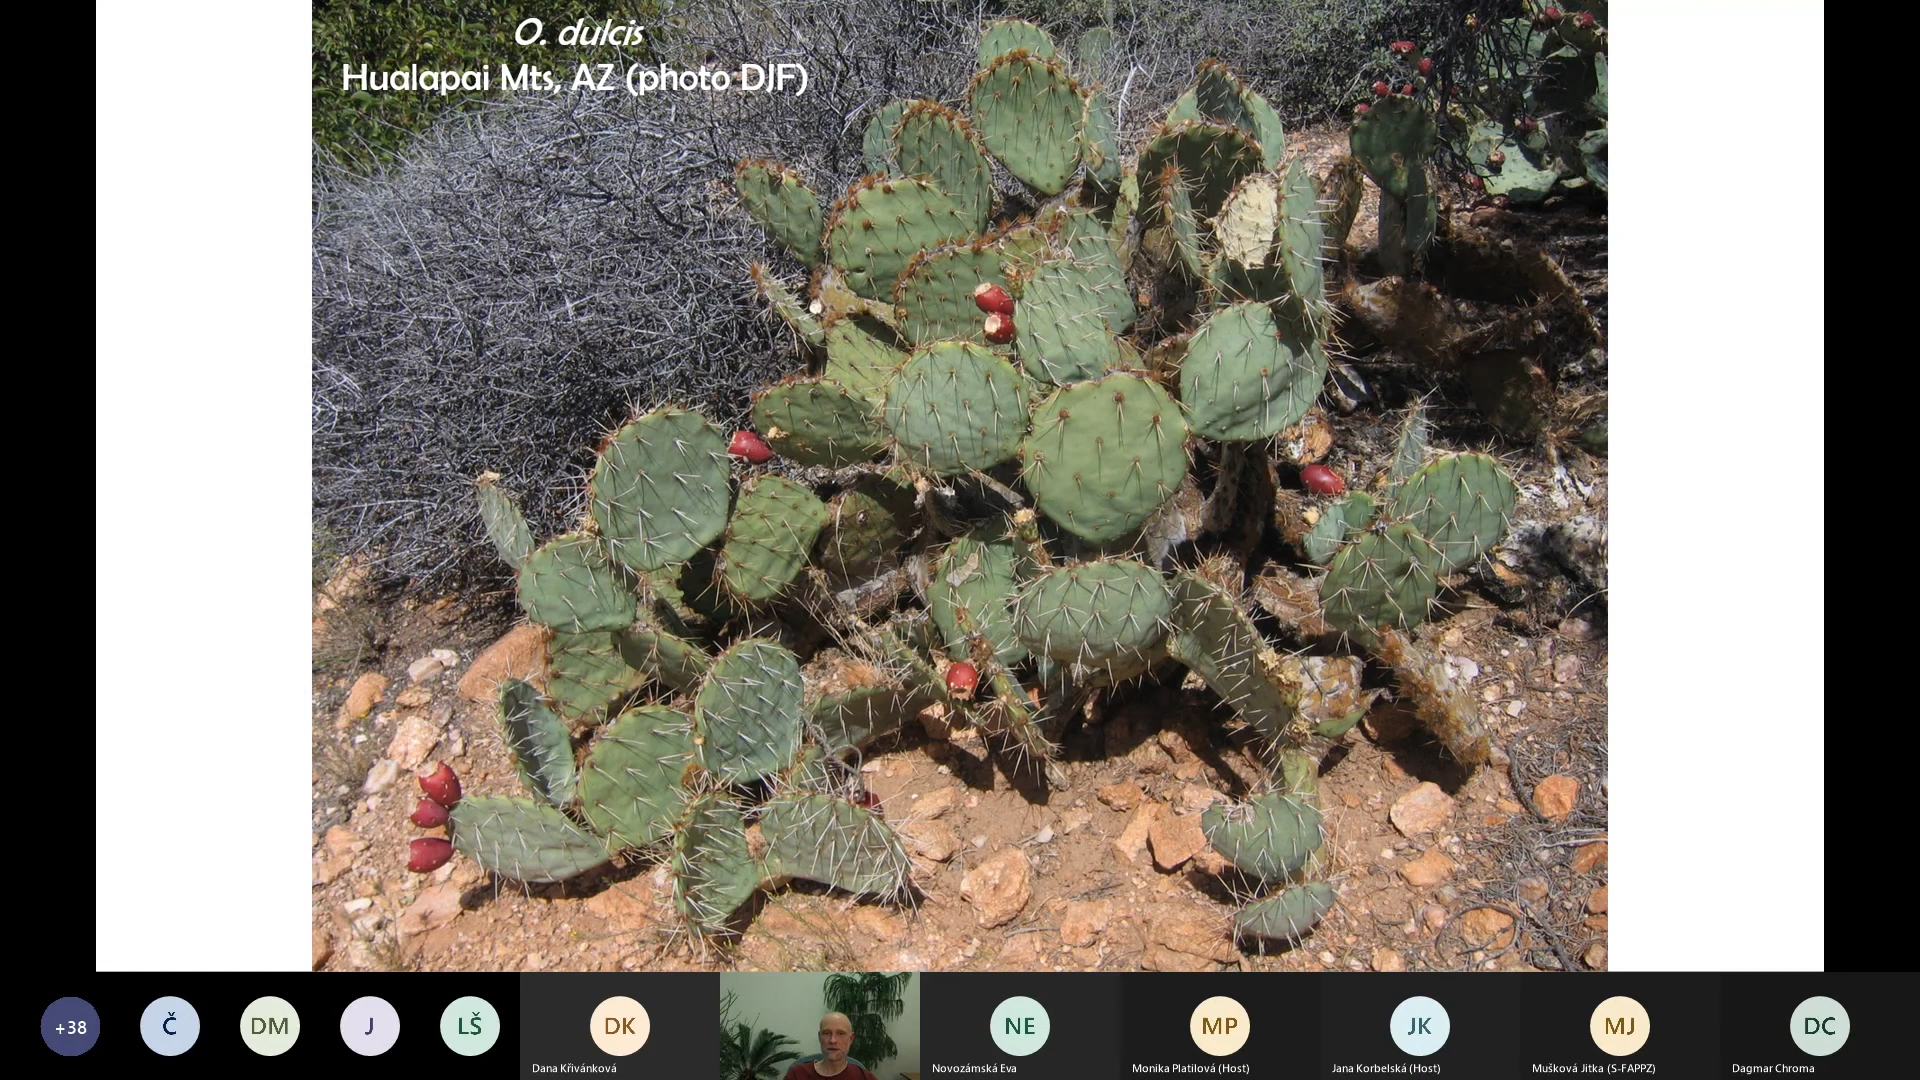 O. dulcis
Hualapai Mts, AZ (photo DJF)
+38
Č
DM
J
LŠ
DK
Dana Křivánková
NE
Novozámská Eva
MP
Monika Platilová (Host)
JK
Jana Korbelská (Host)
MJ
Mušková Jitka (S-FAPPZ)
DC
Dagmar Chroma